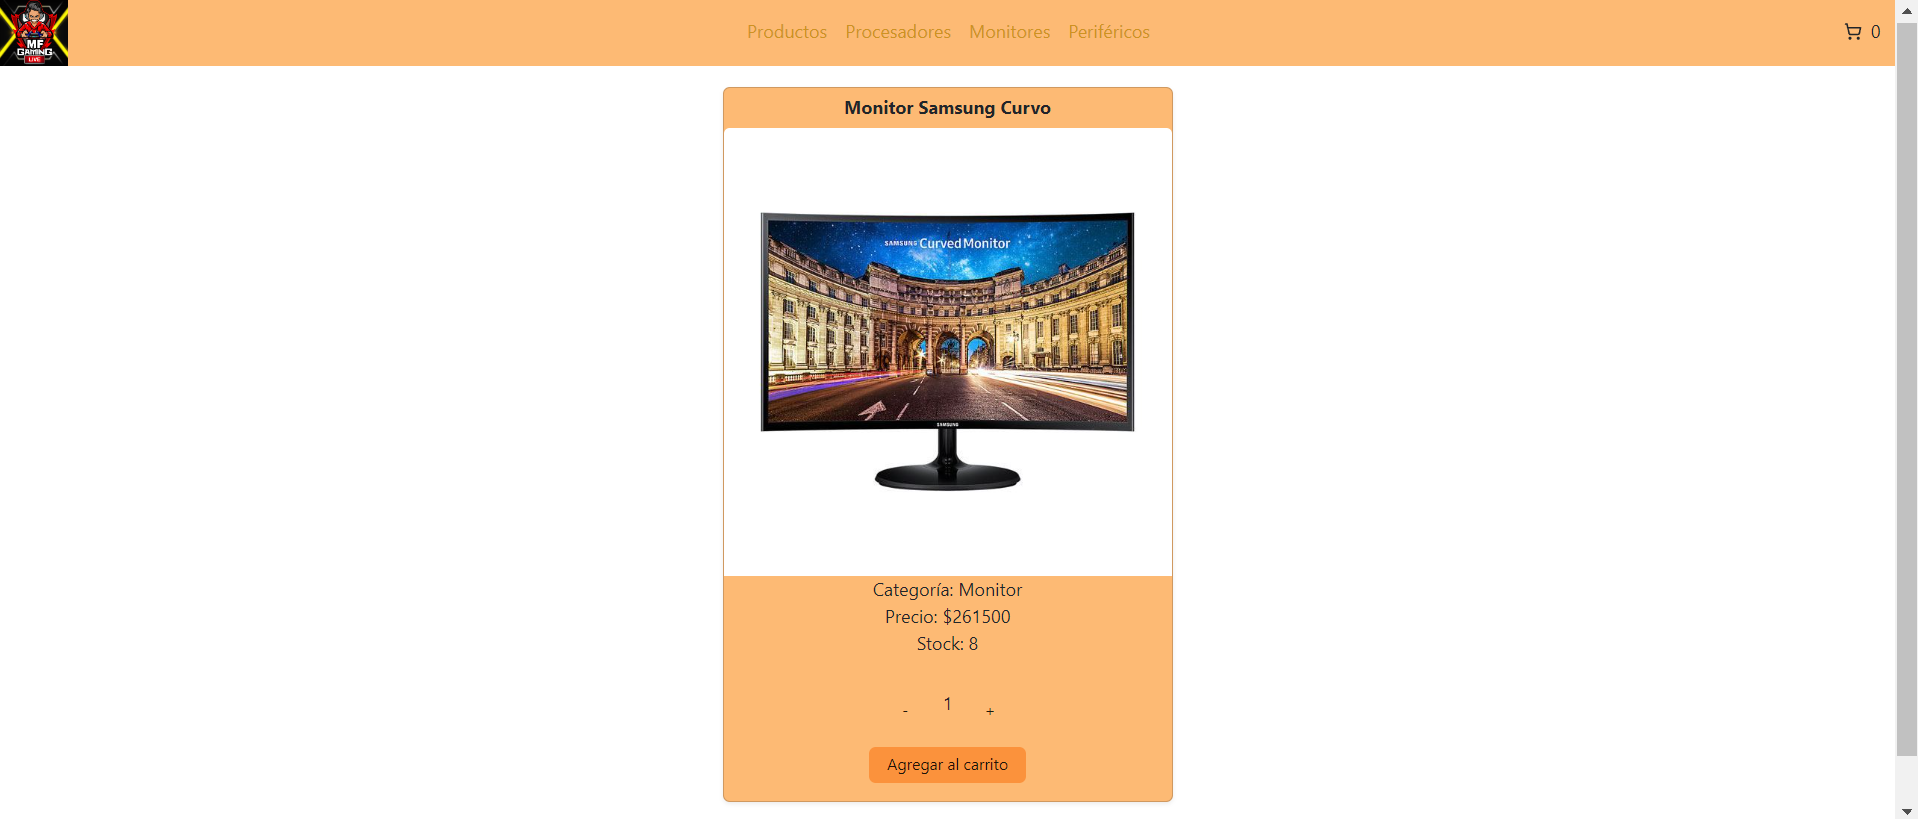 MF
GAMING
LIVE
Productos Procesadores Monitores Periféricos
0
Monitor Samsung Curvo
SAMSUNG Curved Monitor
SAMSUNG
Categoría: Monitor
Precio: $261500
Stock: 8
- 1 +
Agregar al carrito